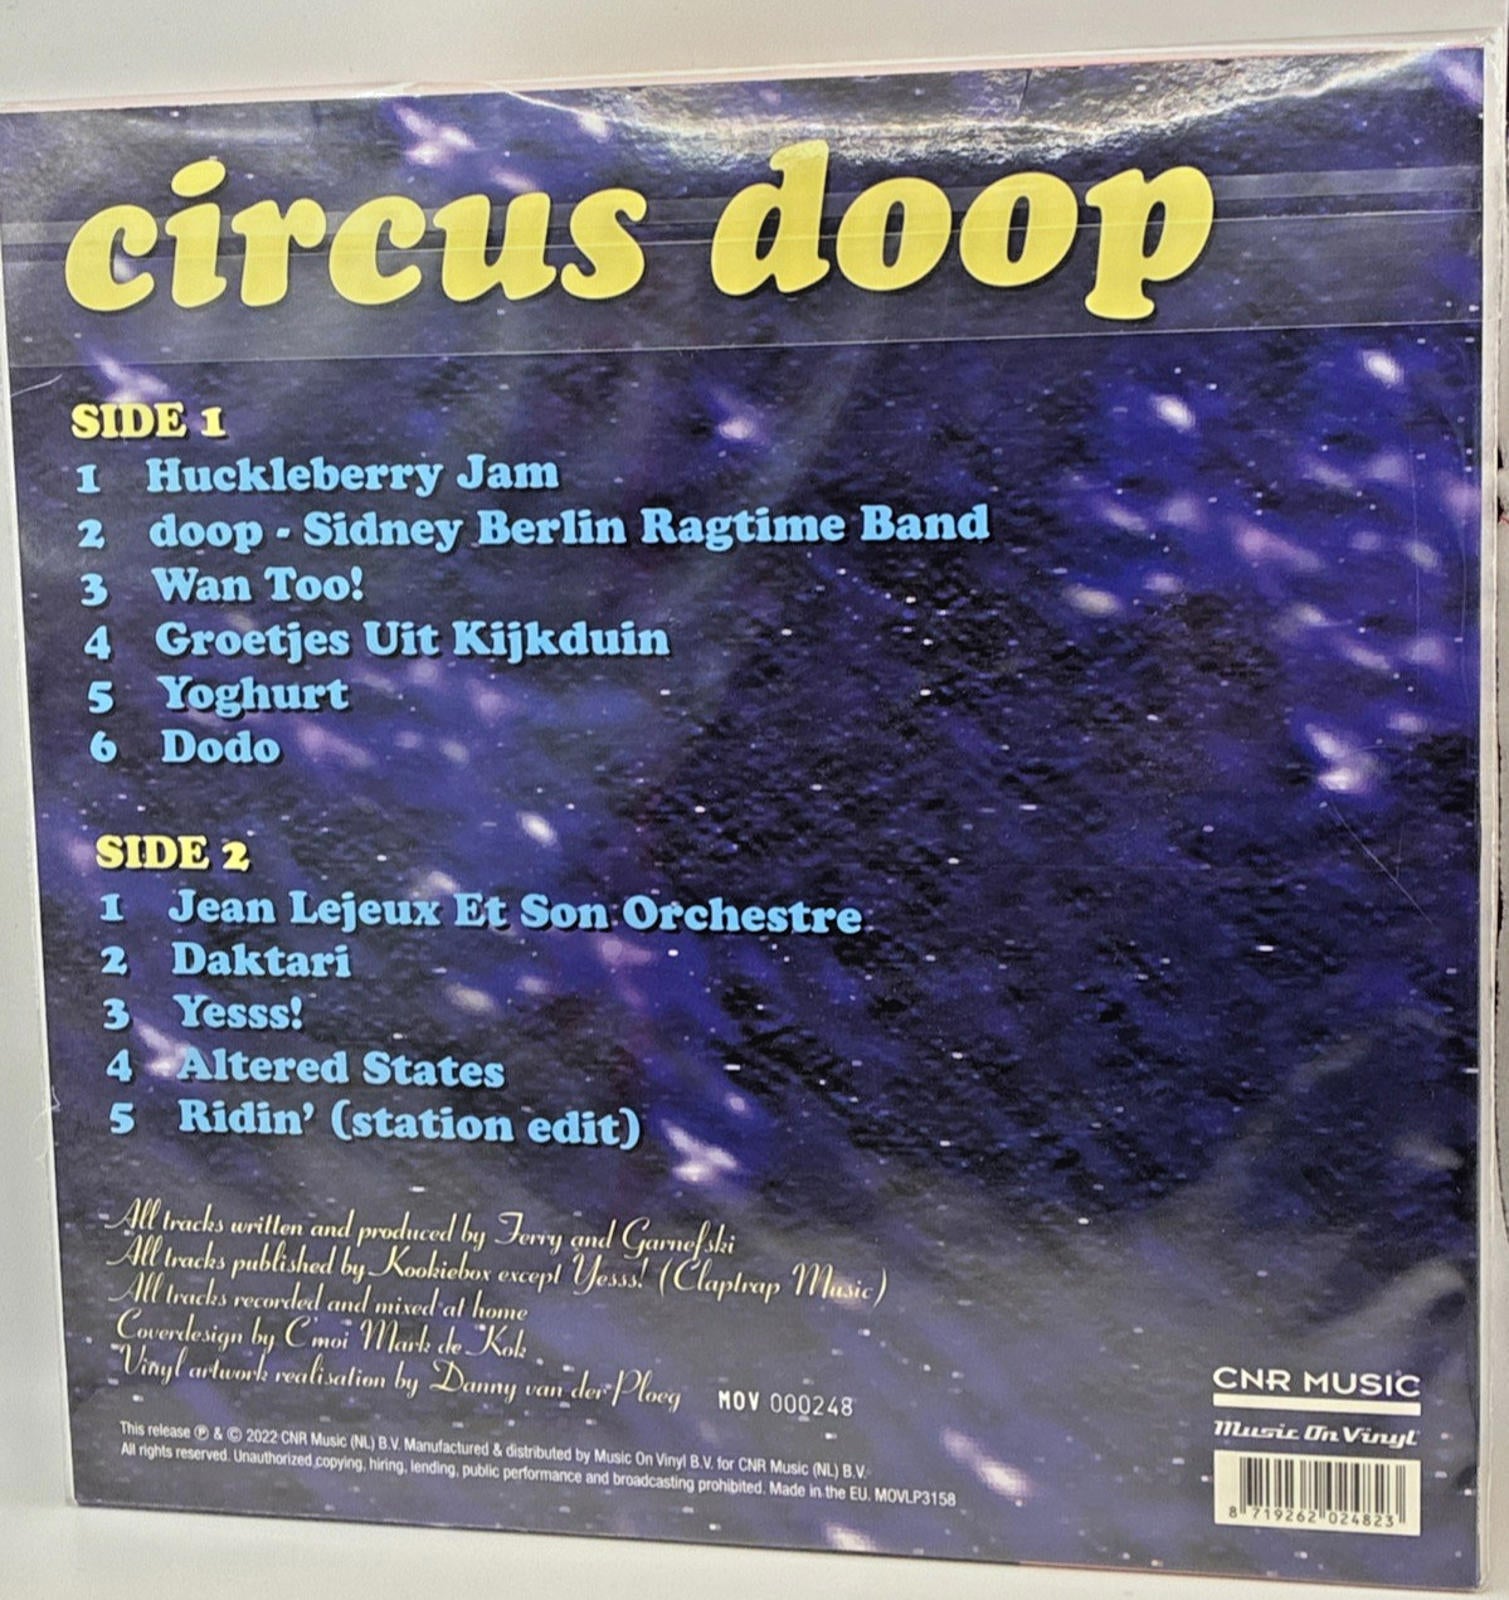 circus doop
SIDE 1
1 Huckleberry Jam
2 doop - Sidney Berlin Ragtime Band
3 Wan Too!
4 Groetjes Uit Kijkduin
5 Yoghurt
6 Dodo
SIDE 2
1 Jean Lejeux Et Son Orchestre
2 Daktari
3 Yesss!
4 Altered States
5 Ridin' (station edit)
All tracks written and produced by Ferry and Garnefski
All tracks published by Kookiebox except Yesss! (Claptrap Music)
All tracks recorded and mixed at home
Coverdesign by C'moi Mark de Kok
Vinyl artwork realisation by Danny van der Ploeg
MOV 000248
This release ℗ & © 2022 CNR Music (NL) B.V. Manufactured & distributed by Music On Vinyl B.V. for CNR Music (NL) B.V.
All rights reserved. Unauthorized copying, hiring, lending, public performance and broadcasting prohibited. Made in the EU. MOVLP3158
CNR MUSIC
Music On Vinyl
8 719262 024823